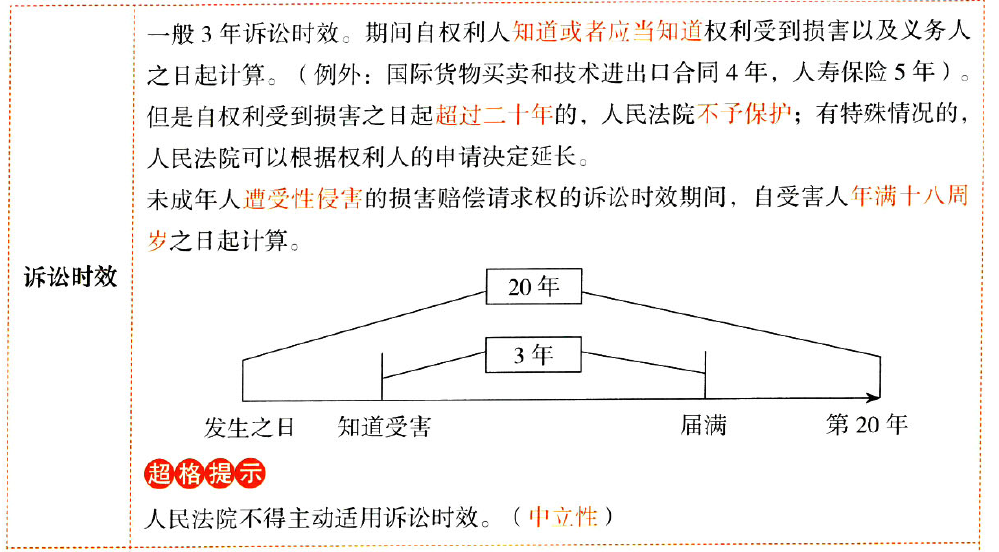 诉讼时效
一般3年诉讼时效。期间自权利人知道或者应当知道权利受到损害以及义务人
之日起计算。（例外：国际货物买卖和技术进出口合同4年，人寿保险5年）。
但是自权利受到损害之日起超过二十年的，人民法院不予保护；有特殊情况的，
人民法院可以根据权利人的申请决定延长。
未成年人遭受性侵害的损害赔偿请求权的诉讼时效期间，自受害人年满十八周
岁之日起计算。
20年
3年
发生之日 知道受害 届满 第20年
超格提示
人民法院不得主动适用诉讼时效。（中立性）